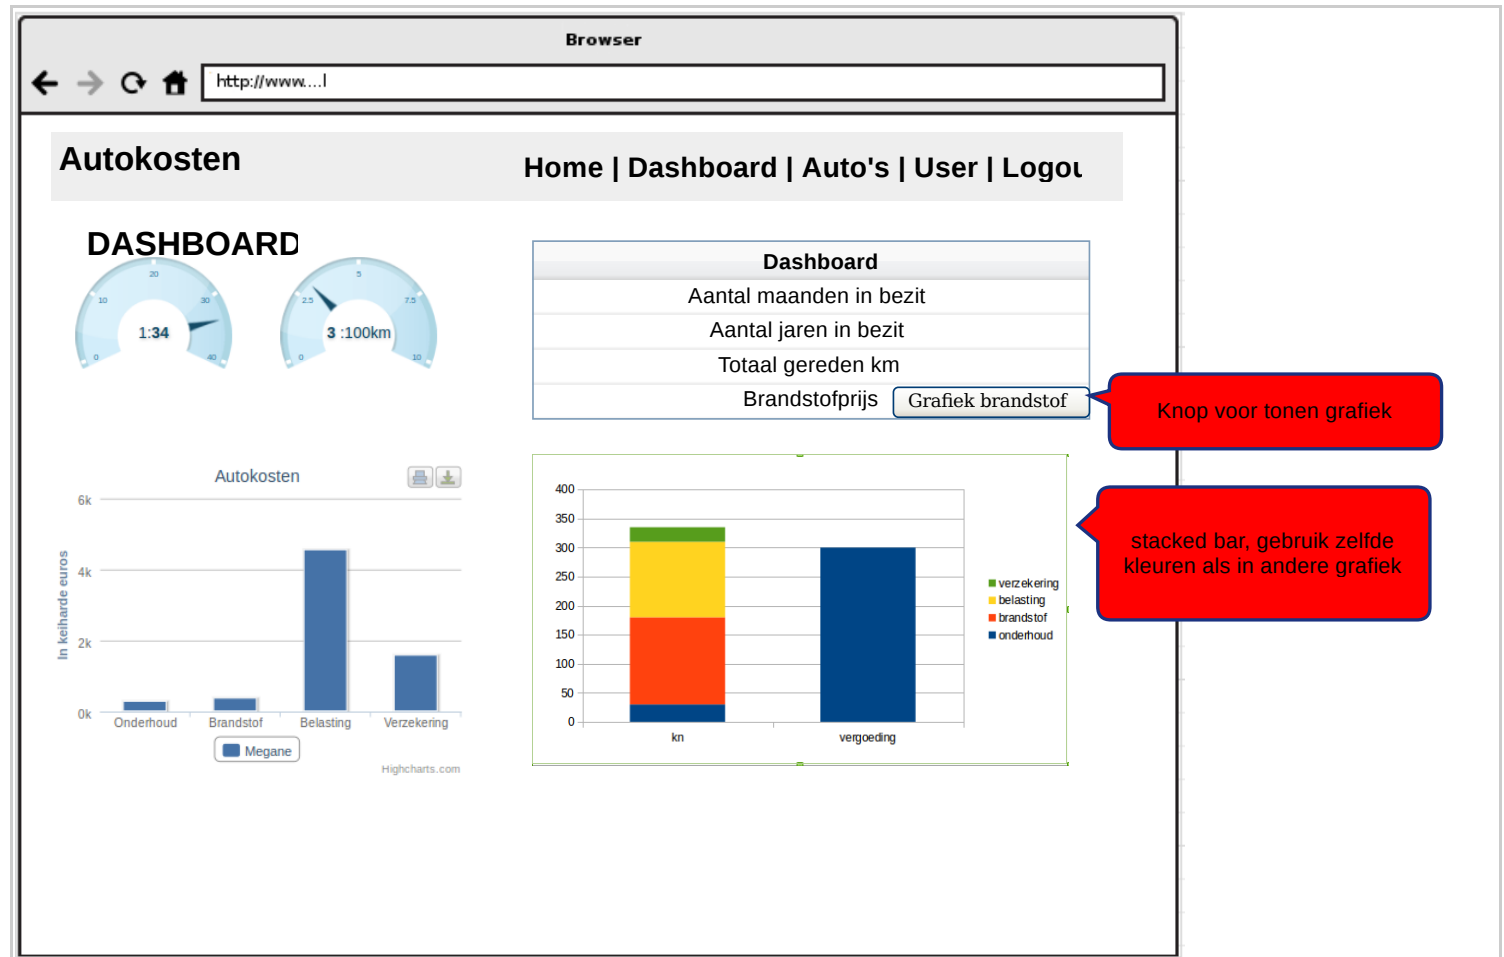 Browser
http://www....l
Autokosten
Home | Dashboard | Auto's | User | Logou
DASHBOARD
0
10
20
30
40
1:34
0
2.5
5
7.5
10
3 :100km
Dashboard
Aantal maanden in bezit
Aantal jaren in bezit
Totaal gereden km
Brandstofprijs
Grafiek brandstof
Knop voor tonen grafiek
Autokosten
In keiharde euros
6k
4k
2k
0k
Onderhoud
Brandstof
Belasting
Verzekering
Megane
Highcharts.com
400
350
300
250
200
150
100
50
0
kn
vergoeding
verzekering
belasting
brandstof
onderhoud
stacked bar, gebruik zelfde
kleuren als in andere grafiek